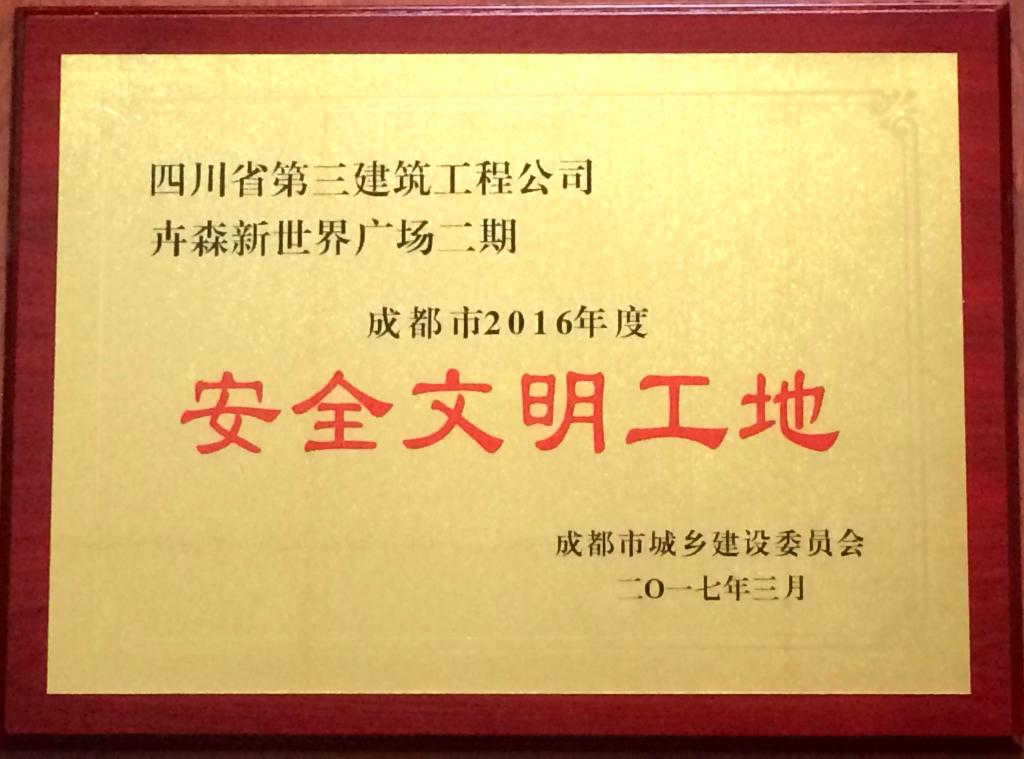 四川省第三建筑工程公司
卉森新世界广场二期
成都市2016年度
安全文明工地
成都市城乡建设委员会
二O一七年三月